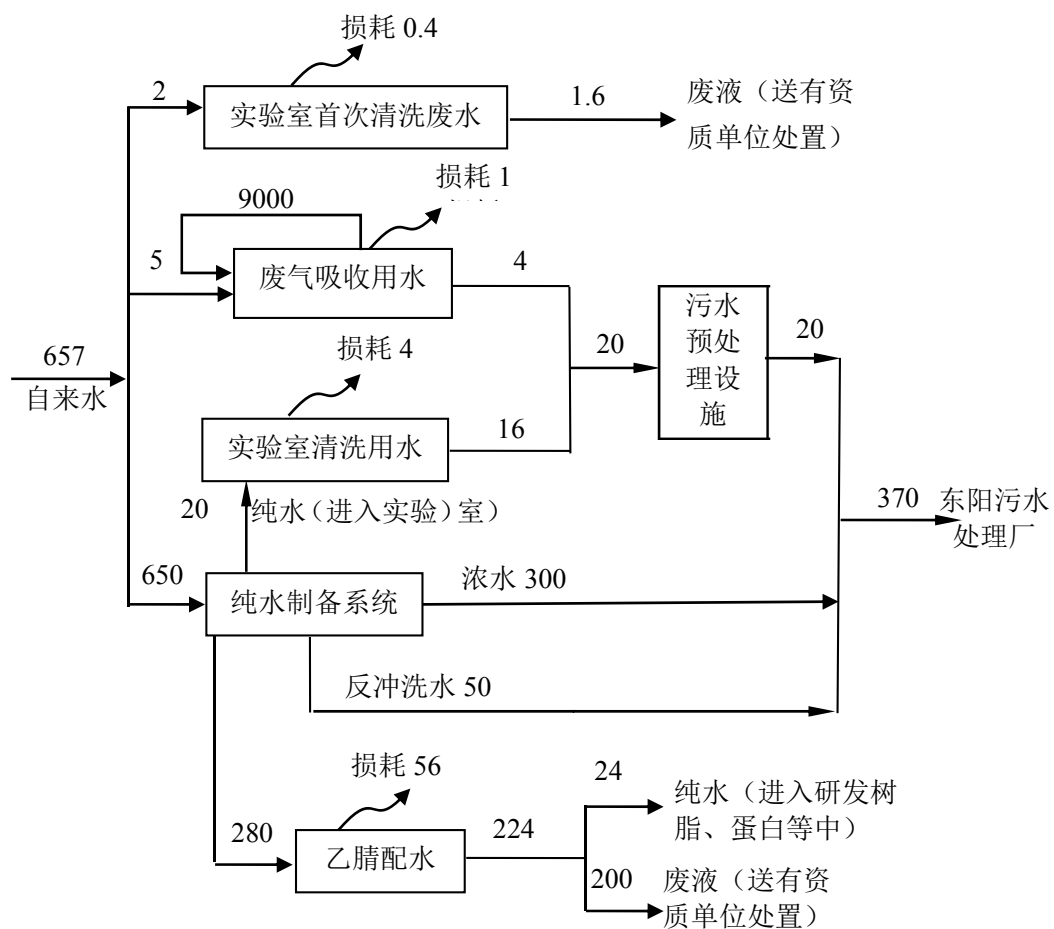 损耗 0.4
2
实验室首次清洗废水
1.6
废液（送有资
质单位处置）
损耗 1
9000
5
废气吸收用水
4
污水
预处
理设
施
20
20
657
自来水
损耗 4
实验室清洗用水
16
20
纯水（进入实验）室）
370
东阳污水
处理厂
650
纯水制备系统
浓水 300
反冲洗水 50
损耗 56
280
乙腈配水
224
24
纯水（进入研发树
脂、蛋白等中）
200
废液（送有资
质单位处置）